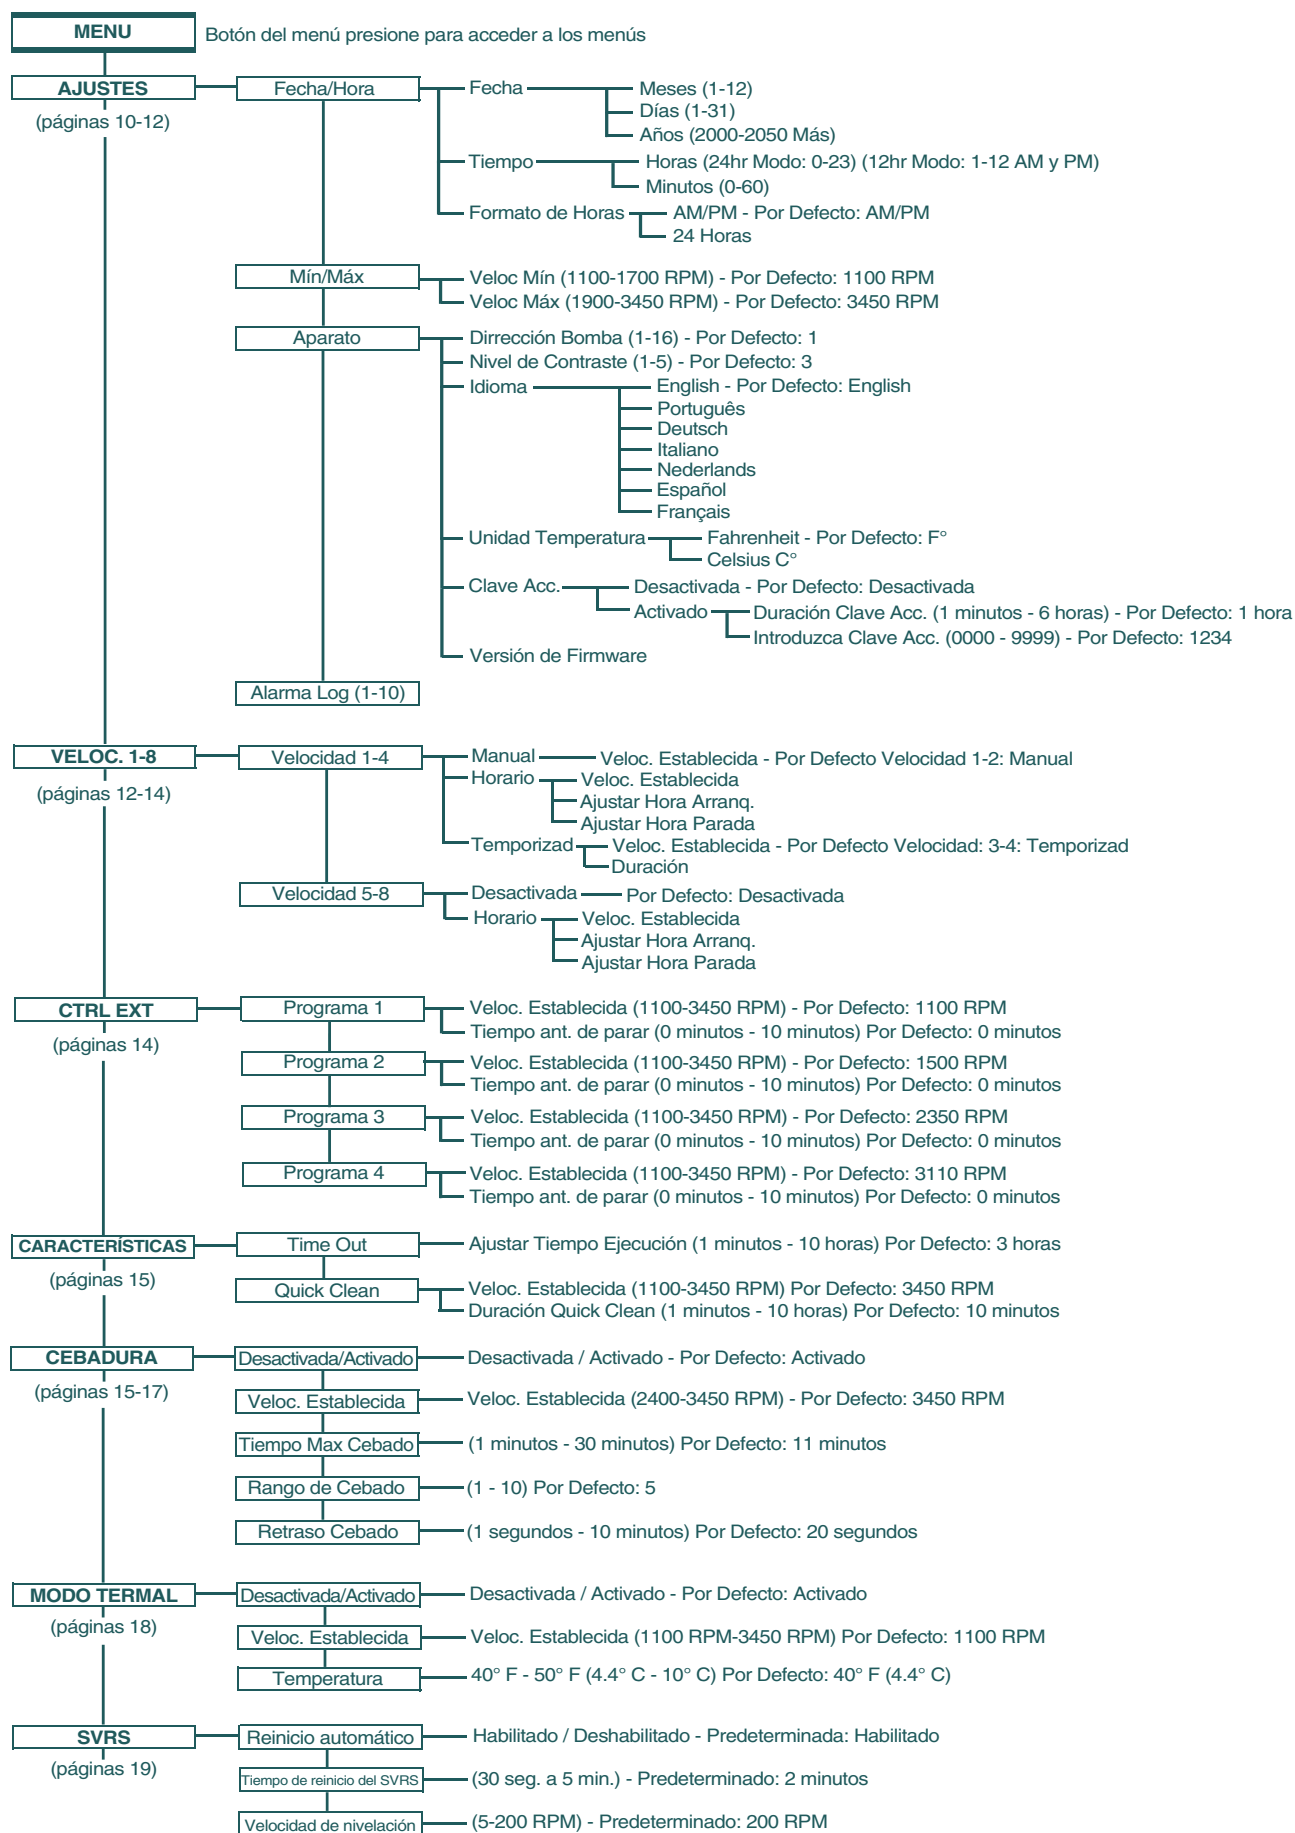 MENU
Botón del menú presione para acceder a los menús
AJUSTES
(páginas 10-12)
Fecha/Hora
Fecha
Meses (1-12)
Días (1-31)
Años (2000-2050 Más)
Tiempo
Horas (24hr Modo: 0-23) (12hr Modo: 1-12 AM y PM)
Minutos (0-60)
Formato de Horas
AM/PM - Por Defecto: AM/PM
24 Horas
Mín/Máx
Veloc Mín (1100-1700 RPM) - Por Defecto: 1100 RPM
Veloc Máx (1900-3450 RPM) - Por Defecto: 3450 RPM
Aparato
Dirrección Bomba (1-16) - Por Defecto: 1
Nivel de Contraste (1-5) - Por Defecto: 3
Idioma
English - Por Defecto: English
Português
Deutsch
Italiano
Nederlands
Español
Français
Unidad Temperatura
Fahrenheit - Por Defecto: F°
Celsius C°
Clave Acc.
Desactivada - Por Defecto: Desactivada
Activado
Duración Clave Acc. (1 minutos - 6 horas) - Por Defecto: 1 hora
Introduzca Clave Acc. (0000 - 9999) - Por Defecto: 1234
Versión de Firmware
Alarma Log (1-10)
VELOC. 1-8
(páginas 12-14)
Velocidad 1-4
Manual
Veloc. Establecida - Por Defecto Velocidad 1-2: Manual
Horario
Veloc. Establecida
Ajustar Hora Arranq.
Ajustar Hora Parada
Temporizad
Veloc. Establecida - Por Defecto Velocidad: 3-4: Temporizad
Duración
Velocidad 5-8
Desactivada
Por Defecto: Desactivada
Horario
Veloc. Establecida
Ajustar Hora Arranq.
Ajustar Hora Parada
CTRL EXT
(páginas 14)
Programa 1
Veloc. Establecida (1100-3450 RPM) - Por Defecto: 1100 RPM
Tiempo ant. de parar (0 minutos - 10 minutos) Por Defecto: 0 minutos
Programa 2
Veloc. Establecida (1100-3450 RPM) - Por Defecto: 1500 RPM
Tiempo ant. de parar (0 minutos - 10 minutos) Por Defecto: 0 minutos
Programa 3
Veloc. Establecida (1100-3450 RPM) - Por Defecto: 2350 RPM
Tiempo ant. de parar (0 minutos - 10 minutos) Por Defecto: 0 minutos
Programa 4
Veloc. Establecida (1100-3450 RPM) - Por Defecto: 3110 RPM
Tiempo ant. de parar (0 minutos - 10 minutos) Por Defecto: 0 minutos
CARACTERÍSTICAS
(páginas 15)
Time Out
Ajustar Tiempo Ejecución (1 minutos - 10 horas) Por Defecto: 3 horas
Quick Clean
Veloc. Establecida (1100-3450 RPM) Por Defecto: 3450 RPM
Duración Quick Clean (1 minutos - 10 horas) Por Defecto: 10 minutos
CEBADURA
(páginas 15-17)
Desactivada/Activado
Desactivada / Activado - Por Defecto: Activado
Veloc. Establecida
Veloc. Establecida (2400-3450 RPM) - Por Defecto: 3450 RPM
Tiempo Max Cebado
(1 minutos - 30 minutos) Por Defecto: 11 minutos
Rango de Cebado
(1 - 10) Por Defecto: 5
Retraso Cebado
(1 segundos - 10 minutos) Por Defecto: 20 segundos
MODO TERMAL
(páginas 18)
Desactivada/Activado
Desactivada / Activado - Por Defecto: Activado
Veloc. Establecida
Veloc. Establecida (1100 RPM-3450 RPM) Por Defecto: 1100 RPM
Temperatura
40° F - 50° F (4.4° C - 10° C) Por Defecto: 40° F (4.4° C)
SVRS
(páginas 19)
Reinicio automático
Habilitado / Deshabilitado - Predeterminada: Habilitado
Tiempo de reinicio del SVRS
(30 seg. a 5 min.) - Predeterminado: 2 minutos
Velocidad de nivelación
(5-200 RPM) - Predeterminado: 200 RPM